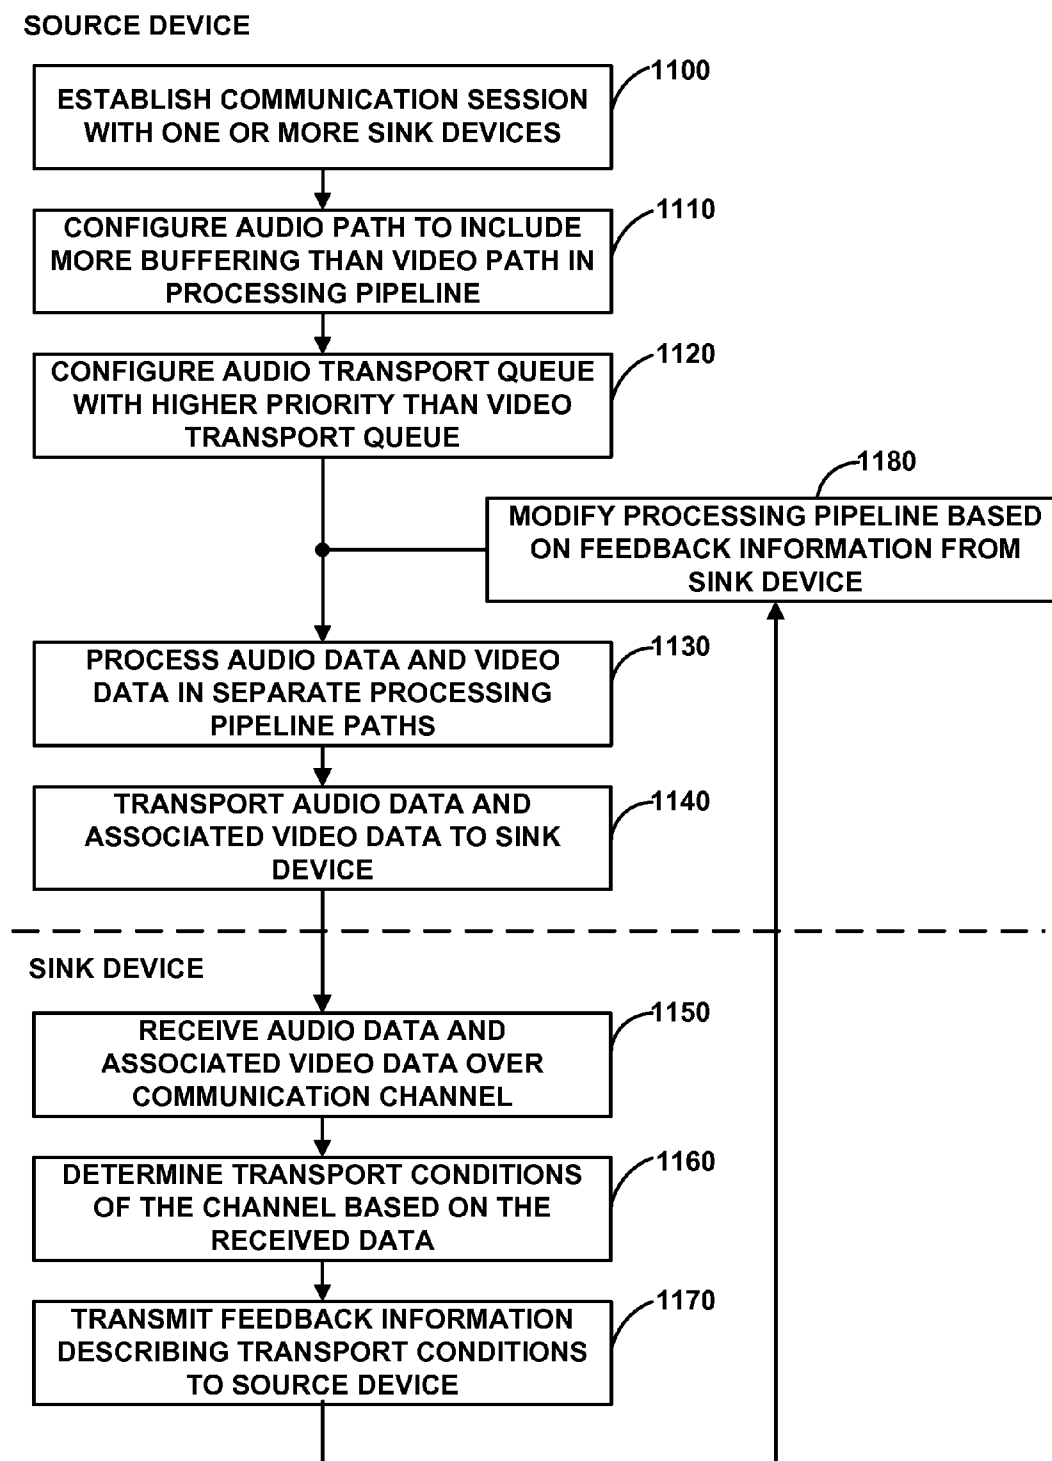 SOURCE DEVICE
1100
ESTABLISH COMMUNICATION SESSION
WITH ONE OR MORE SINK DEVICES
1110
CONFIGURE AUDIO PATH TO INCLUDE
MORE BUFFERING THAN VIDEO PATH IN
PROCESSING PIPELINE
1120
CONFIGURE AUDIO TRANSPORT QUEUE
WITH HIGHER PRIORITY THAN VIDEO
TRANSPORT QUEUE
1180
MODIFY PROCESSING PIPELINE BASED
ON FEEDBACK INFORMATION FROM
SINK DEVICE
1130
PROCESS AUDIO DATA AND VIDEO
DATA IN SEPARATE PROCESSING
PIPELINE PATHS
1140
TRANSPORT AUDIO DATA AND
ASSOCIATED VIDEO DATA TO SINK
DEVICE
SINK DEVICE
1150
RECEIVE AUDIO DATA AND
ASSOCIATED VIDEO DATA OVER
COMMUNICATiON CHANNEL
1160
DETERMINE TRANSPORT CONDITIONS
OF THE CHANNEL BASED ON THE
RECEIVED DATA
1170
TRANSMIT FEEDBACK INFORMATION
DESCRIBING TRANSPORT CONDITIONS
TO SOURCE DEVICE